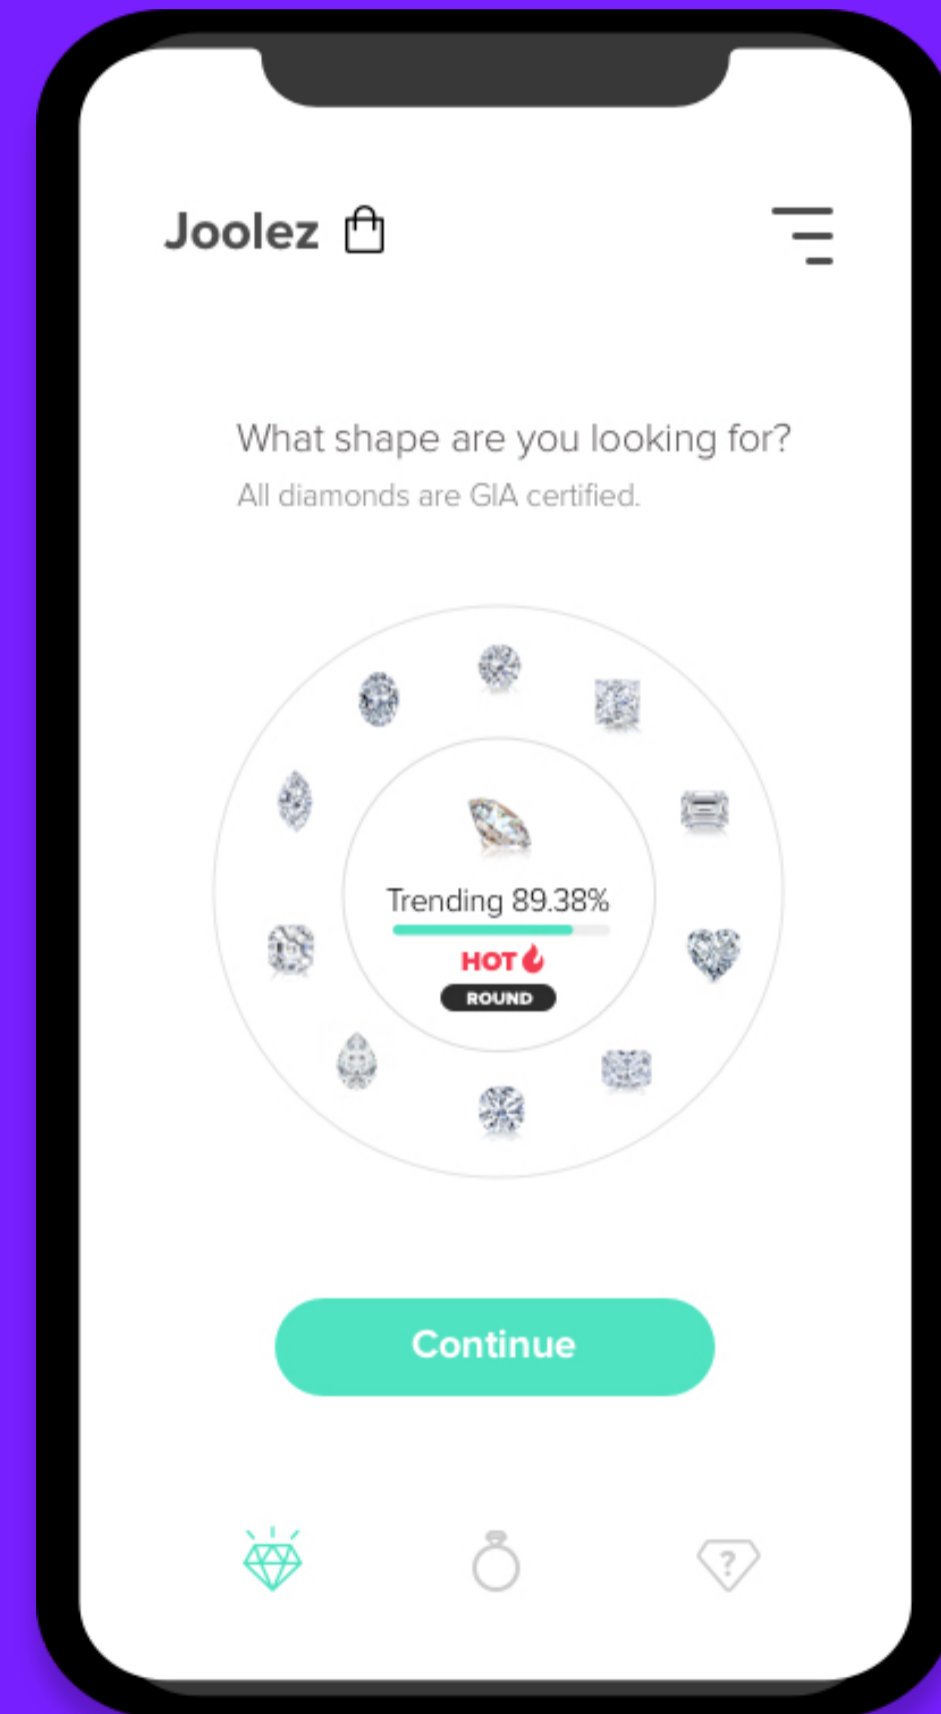 Joolez
What shape are you looking for?
All diamonds are GIA certified.
Trending 89.38%
HOT
ROUND
Continue
?